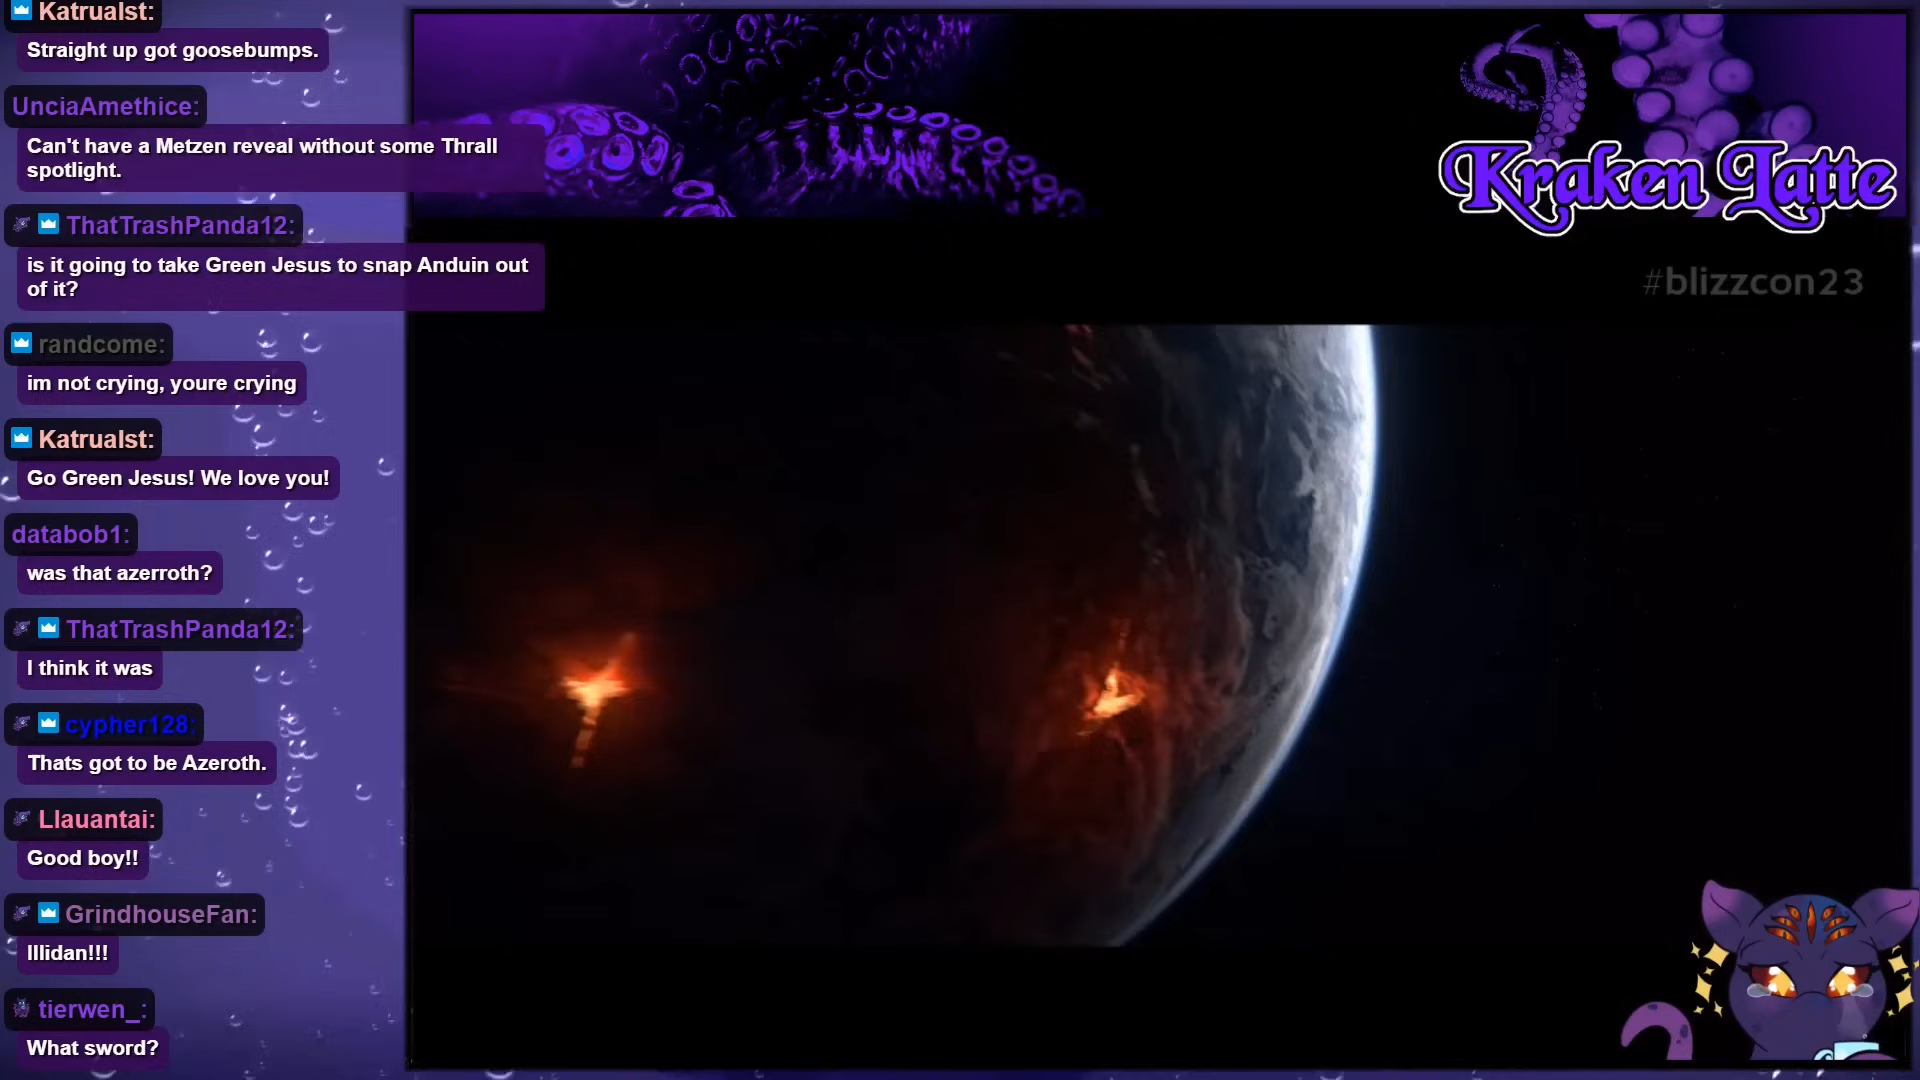 Katrualst:
Straight up got goosebumps.
UnciaAmethice:
Can't have a Metzen reveal without some Thrall
spotlight.
ThatTrashPanda12:
is it going to take Green Jesus to snap Anduin out
of it?
randcome:
im not crying, youre crying
Katrualst:
Go Green Jesus! We love you!
databob1:
was that azerroth?
ThatTrashPanda12:
I think it was
cypher128:
Thats got to be Azeroth.
Llauantai:
Good boy!!
GrindhouseFan:
Illidan!!!
tierwen_:
What sword?
Kraken Latte
#blizzcon23